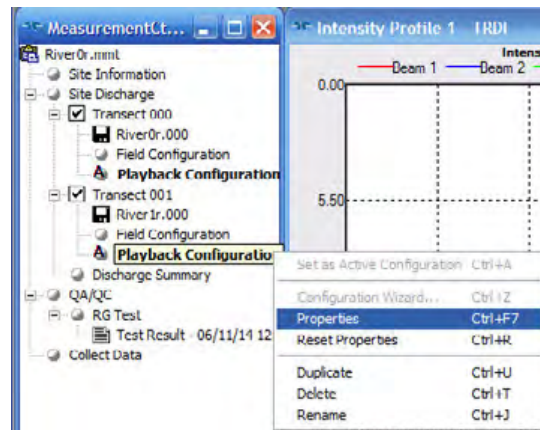 MeasurementCt...
River0r.mmt
Site Information
Site Discharge
Transect 000
River0r.000
Field Configuration
Playback Configuration
Transect 001
River1r.000
Field Configuration
Playback Configuratio
Discharge Summary
QA/QC
RG Test
Test Result - 06/11/14 12
Collect Data
Intensity Profile 1 TRDI
Intens
Beam 1 Beam 2
0.00
5.50
Set as Active Configuration Ctrl+A
Configuration Wizard... Ctrl+Z
Properties Ctrl+F7
Reset Properties Ctrl+R
Duplicate Ctrl+U
Delete Ctrl+T
Rename Ctrl+J